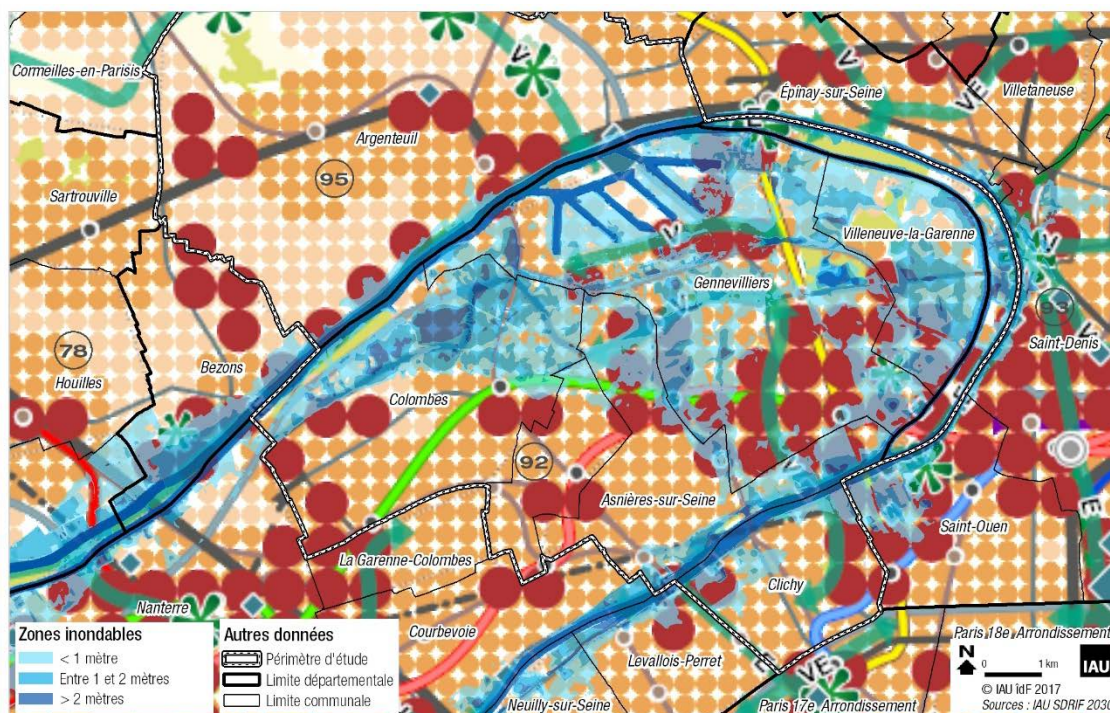 Cormeilles-en-Parisis
V
Épinay-sur-Seine
V
VE
Villetaneuse
Argenteuil
E
95
Sartrouville
Villeneuve-la-Garenne
V
V
Gennevilliers
93
V
Saint-Denis
78
Houilles
Bezons
Colombes
92
Asnières-sur-Seine
V
Saint-Ouen
E
La Garenne-Colombes
Clichy
Nanterre
Courbevoie
Levallois-Perret
VE
Neuilly-sur-Seine
Paris 17e Arrondissement
Paris 18e Arrondissement
Zones inondables
< 1 mètre
Entre 1 et 2 mètres
> 2 mètres
Autres données
Périmètre d'étude
Limite départementale
Limite communale
N
0 1 km
IAU
© IAU îdF 2017
Sources : IAU SDRIF 2030